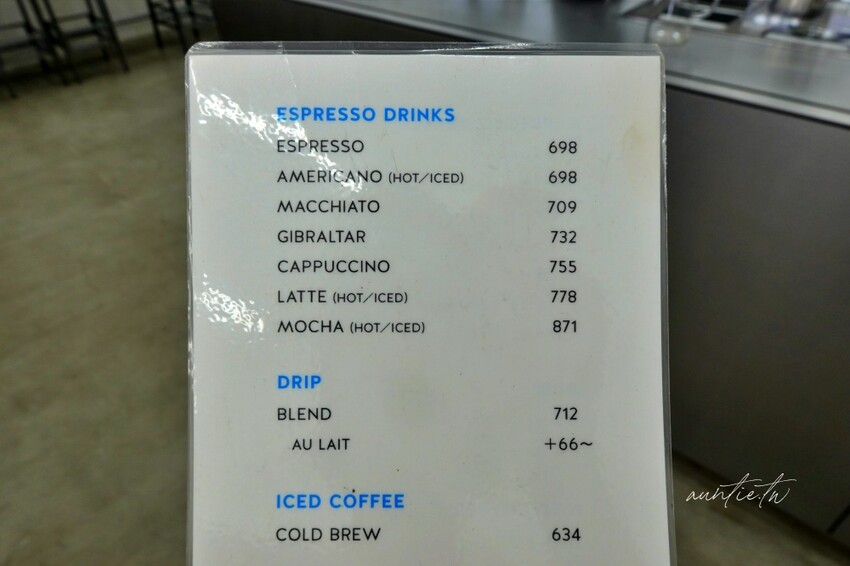 ESPRESSO DRINKS
ESPRESSO 698
AMERICANO (HOT/ICED) 698
MACCHIATO 709
GIBRALTAR 732
CAPPUCCINO 755
LATTE (HOT/ICED) 778
MOCHA (HOT/ICED) 871
DRIP
BLEND 712
AU LAIT +66~
ICED COFFEE
COLD BREW 634
auntie.tw